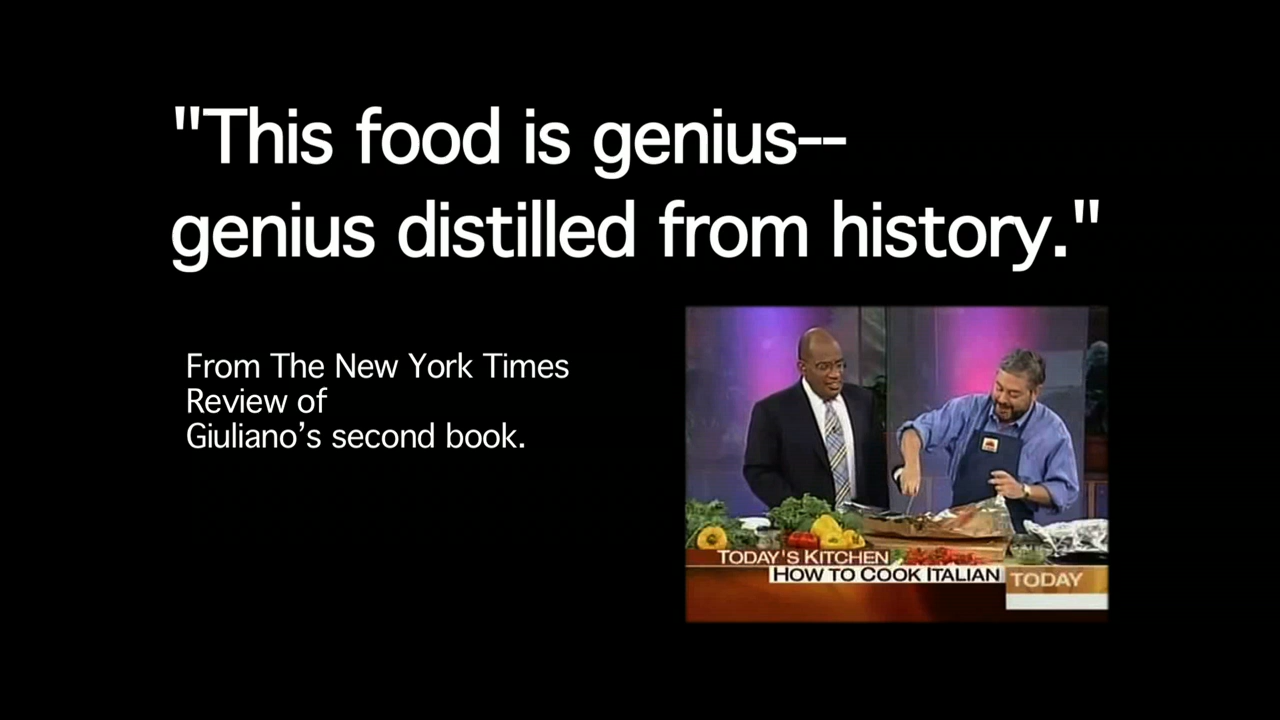 "This food is genius--
genius distilled from history."
From The New York Times
Review of
Giuliano’s second book.
TODAY'S KITCHEN
HOW TO COOK ITALIAN
TODAY